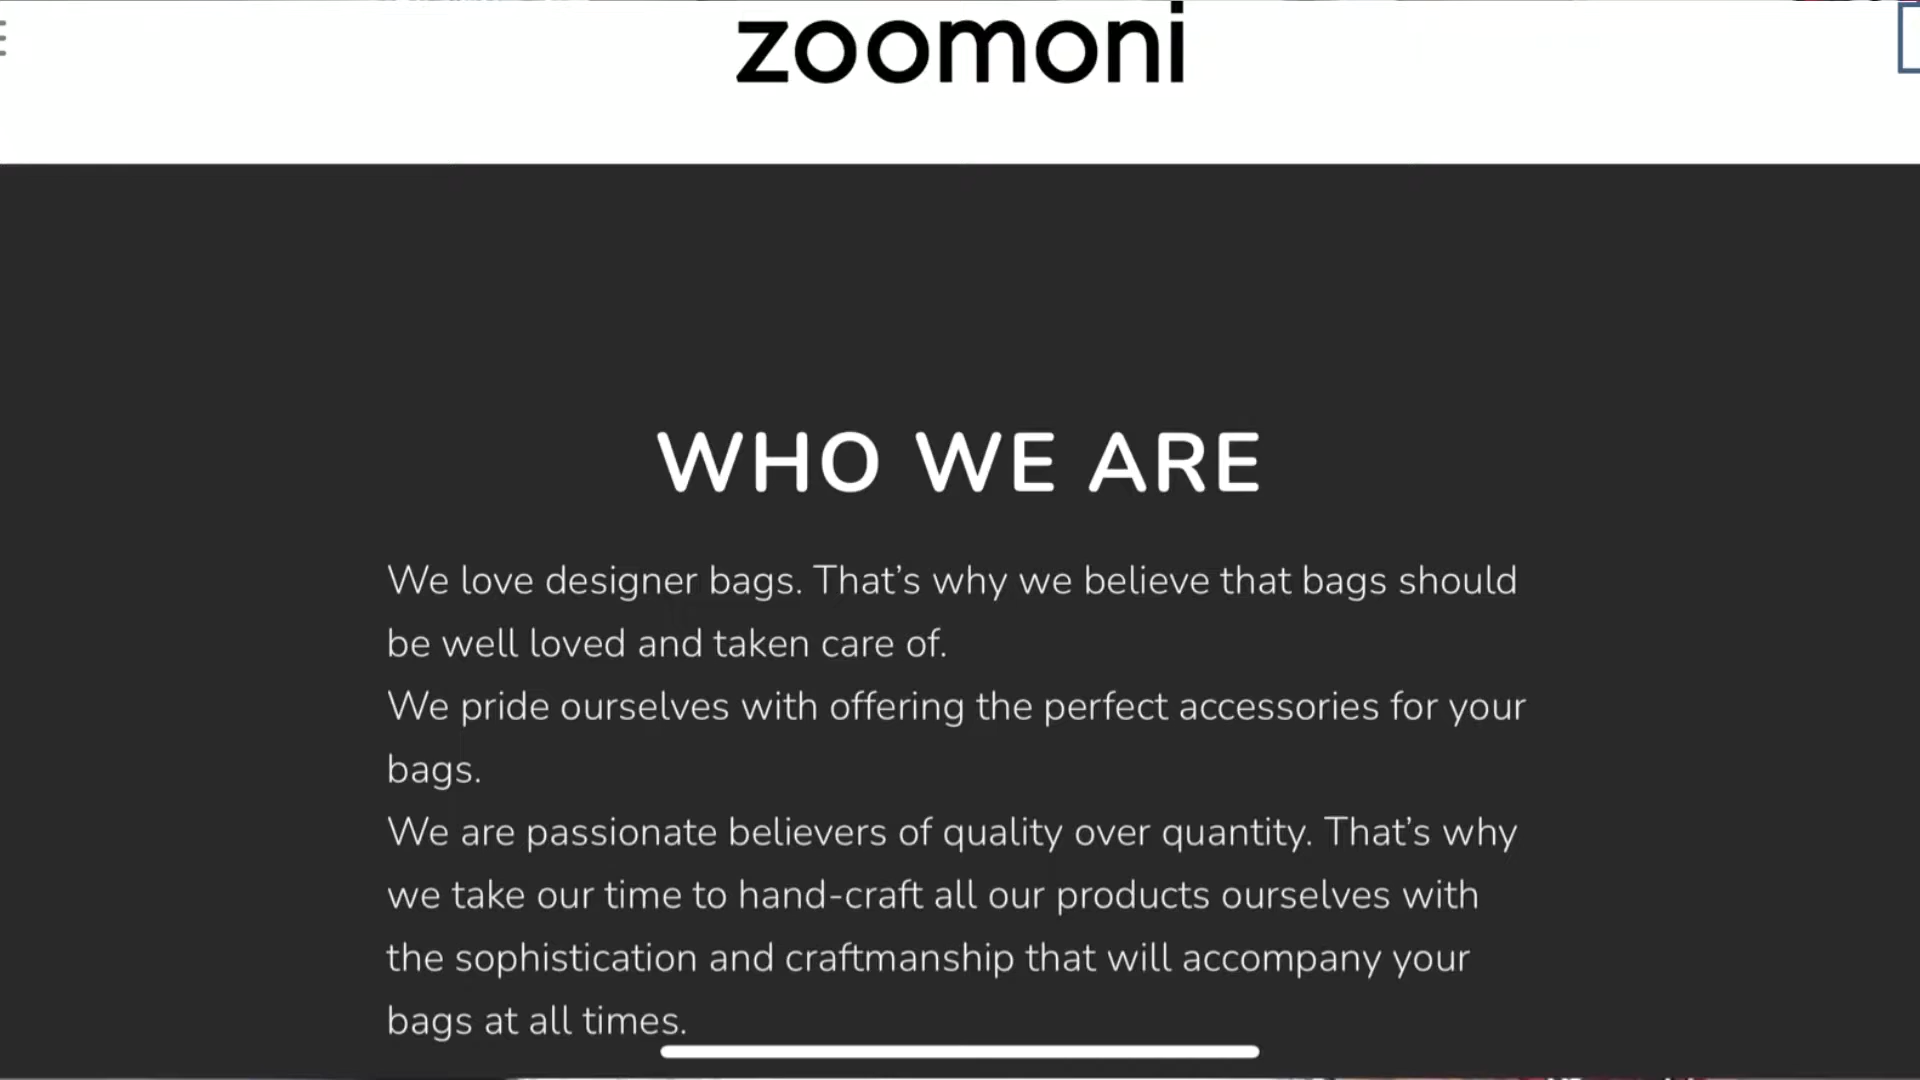 zoomoni
WHO WE ARE
We love designer bags. That’s why we believe that bags should
be well loved and taken care of.
We pride ourselves with offering the perfect accessories for your
bags.
We are passionate believers of quality over quantity. That’s why
we take our time to hand-craft all our products ourselves with
the sophistication and craftmanship that will accompany your
bags at all times.